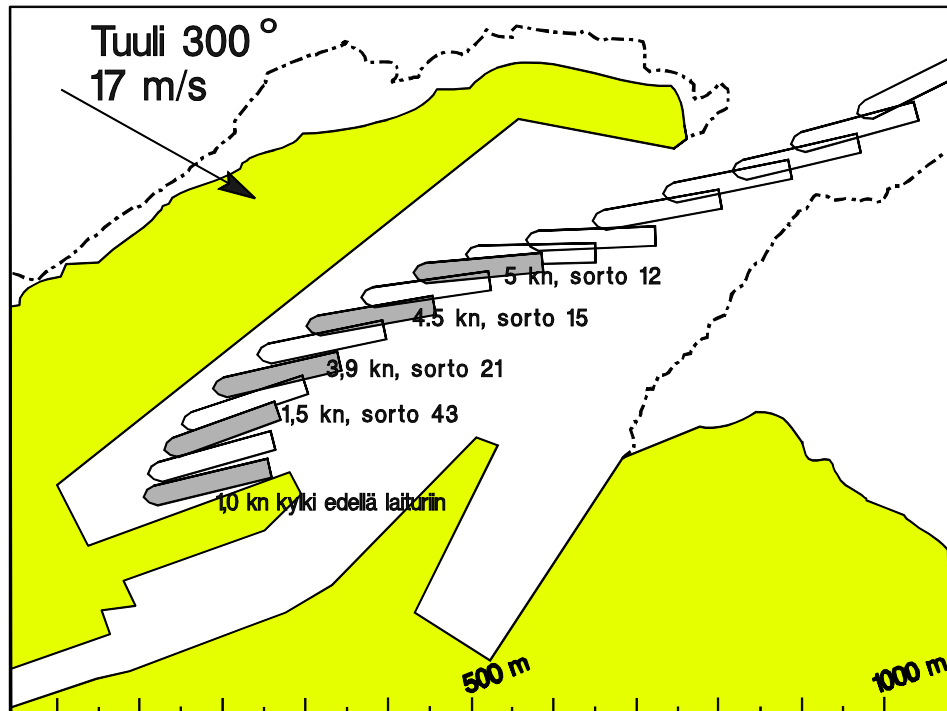 Tuuli 300°
17 m/s
5 kn, sorto 12
4.5 kn, sorto 15
3,9 kn, sorto 21
1,5 kn, sorto 43
1,0 kn kylki edellä laituriin
500 m
1000 m